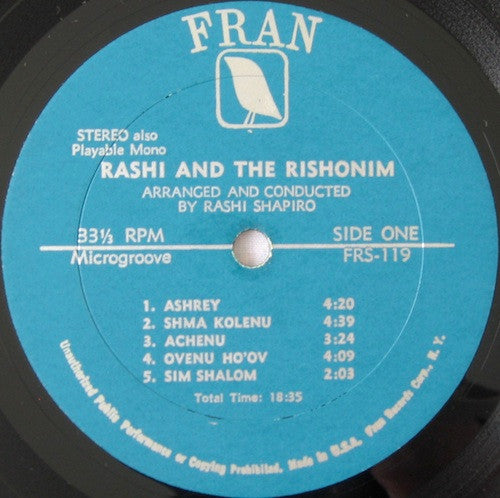 FRAN
STEREO also
Playable Mono
RASHI AND THE RISHONIM
ARRANGED AND CONDUCTED
BY RASHI SHAPIRO
33⅓ RPM
Microgroove
SIDE ONE
FRS-119
1. ASHREY 4:20
2. SHMA KOLENU 4:39
3. ACHENU 3:24
4. OVENU HO'OV 4:09
5. SIM SHALOM 2:03
Total Time: 18:35
Unauthorized Public Performance or Copying Prohibited. Made in U.S.A. Fran Records Corp., N. Y.